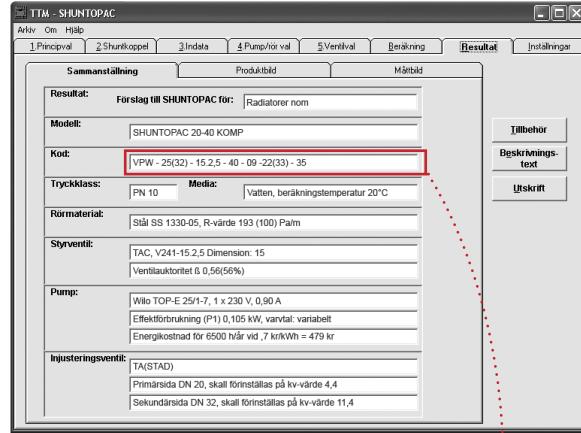 TTM - SHUNTOPAC
Arkiv Om Hjälp
1.Principval 2.Shuntkoppel 3.Indata 4.Pump/rör val 5.Ventilval Beräkning Resultat Inställningar
Sammanställning Produktbild Måttbild
Resultat: Förslag till SHUNTOPAC för: Radiatorer nom
Modell:
SHUNTOPAC 20-40 KOMP
Tillbehör
Kod:
VPW - 25(32) - 15.2,5 - 40 - 09 -22(33) - 35
Beskrivnings-
text
Tryckklass: Media:
PN 10 Vatten, beräkningstemperatur 20°C
Utskrift
Rörmaterial:
Stål SS 1330-05, R-värde 193 (100) Pa/m
Styrventil:
TAC, V241-15.2,5 Dimension: 15
Ventilauktoritet ß 0,56(56%)
Pump:
Wilo TOP-E 25/1-7, 1 x 230 V, 0,90 A
Effektförbrukning (P1) 0,105 kW, varvtal: variabelt
Energikostnad för 6500 h/år vid ,7 kr/kWh = 479 kr
Injusteringsventil:
TA(STAD)
Primärsida DN 20, skall förinställas på kv-värde 4,4
Sekundärsida DN 32, skall förinställas på kv-värde 11,4